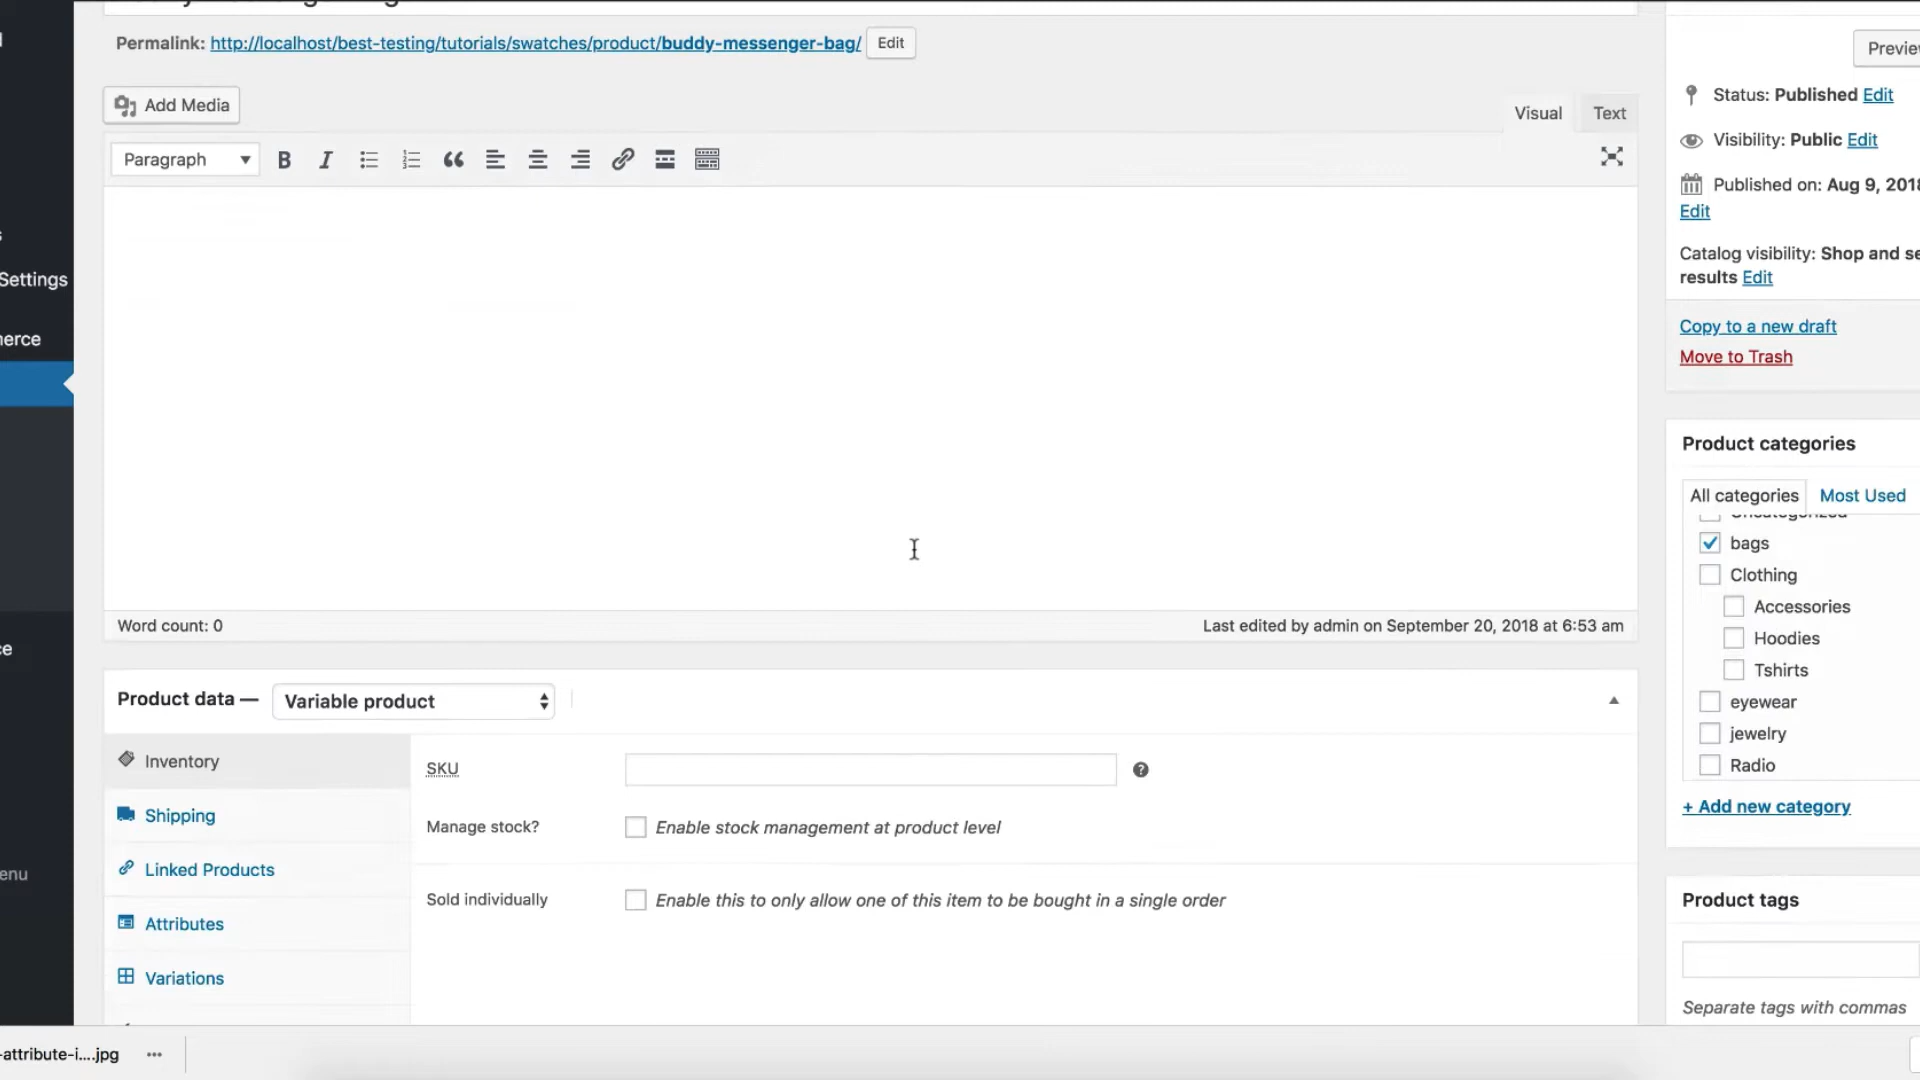 Permalink: http://localhost/best-testing/tutorials/swatches/product/buddy-messenger-bag/ Edit
Preview
Add Media
Visual Text
Paragraph
Status: Published Edit
Visibility: Public Edit
Published on: Aug 9, 2018
Edit
Catalog visibility: Shop and se
results Edit
Settings
Copy to a new draft
Move to Trash
Product categories
All categories Most Used
Uncategorized
bags
Clothing
Accessories
Hoodies
Tshirts
eyewear
jewelry
Radio
+ Add new category
Word count: 0
Last edited by admin on September 20, 2018 at 6:53 am
Product data — Variable product
Inventory
SKU
Shipping
Manage stock? Enable stock management at product level
Linked Products
Sold individually Enable this to only allow one of this item to be bought in a single order
Attributes
Variations
Product tags
Separate tags with commas
-attribute-i....jpg